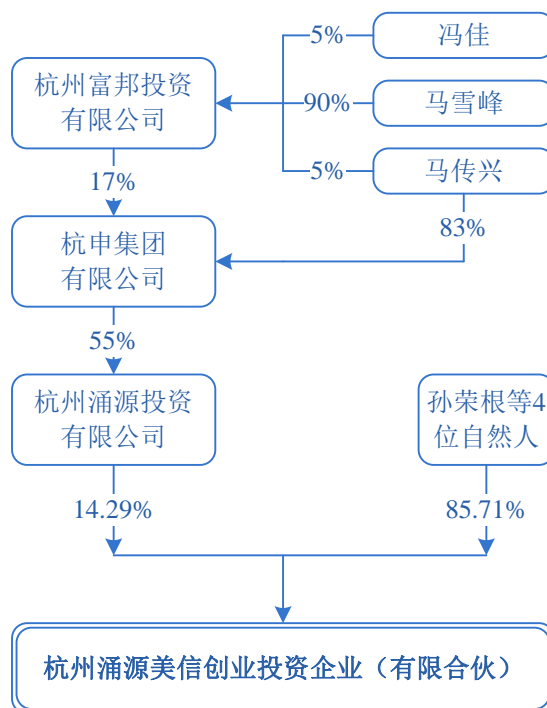 5%
冯佳
杭州富邦投资
有限公司
90%
马雪峰
5%
马传兴
17%
83%
杭申集团
有限公司
55%
杭州涌源投资
有限公司
孙荣根等4
位自然人
14.29%
85.71%
杭州涌源美信创业投资企业（有限合伙）